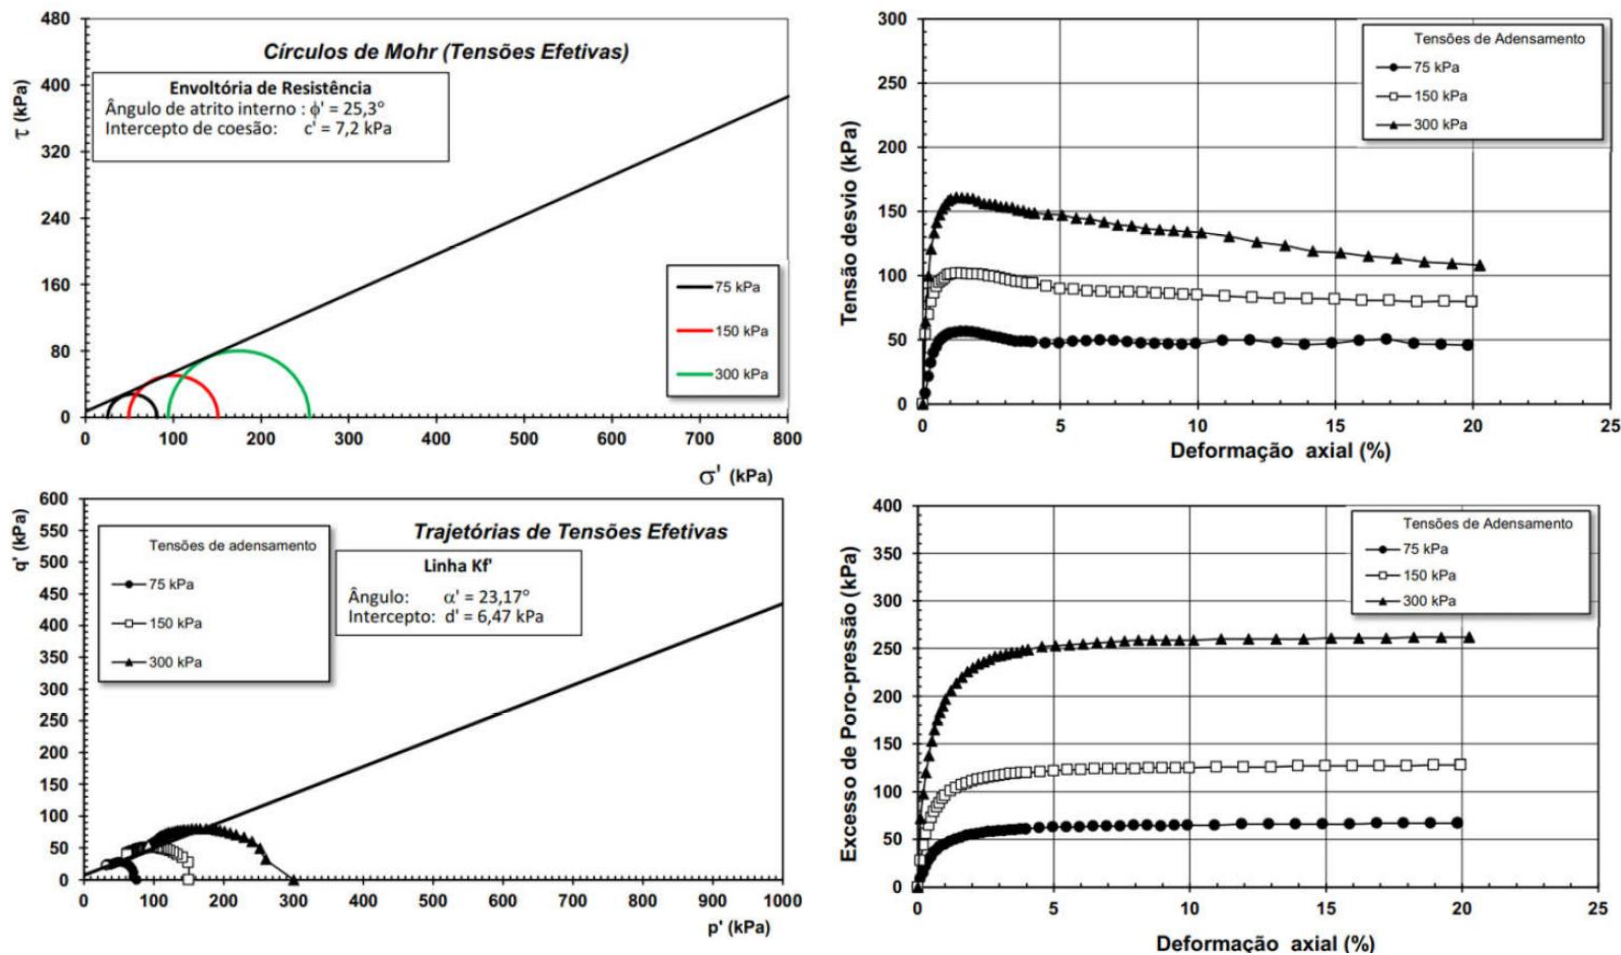 Círculos de Mohr (Tensões Efetivas)
Envoltória de Resistência
Ângulo de atrito interno : ϕ' = 25,3°
Intercepto de coesão: c' = 7,2 kPa
τ (kPa)
480
400
320
240
160
80
0
75 kPa
150 kPa
300 kPa
0 100 200 300 400 500 600 700 800
σ' (kPa)
Tensão desvio (kPa)
300
250
200
150
100
50
0
Tensões de Adensamento
75 kPa
150 kPa
300 kPa
0 5 10 15 20 25
Deformação axial (%)
q' (kPa)
600
550
500
450
400
350
300
250
200
150
100
50
0
Trajetórias de Tensões Efetivas
Tensões de adensamento
75 kPa
150 kPa
300 kPa
Linha Kf'
Ângulo: α' = 23,17°
Intercepto: d' = 6,47 kPa
0 100 200 300 400 500 600 700 800 900 1000
p' (kPa)
Excesso de Poro-pressão (kPa)
400
350
300
250
200
150
100
50
0
Tensões de Adensamento
75 kPa
150 kPa
300 kPa
0 5 10 15 20 25
Deformação axial (%)